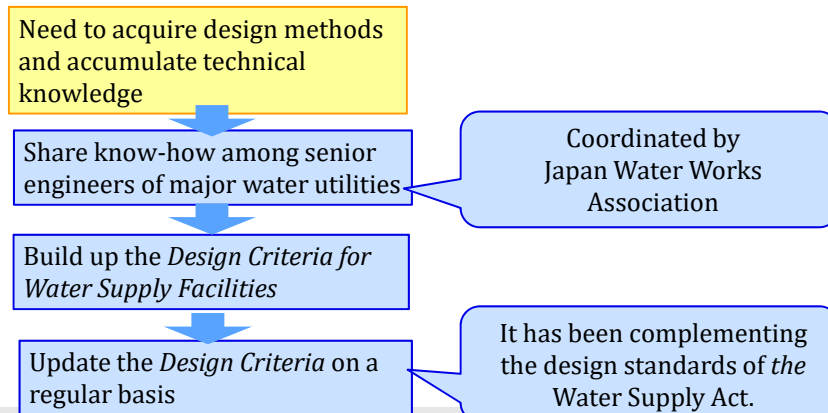 Need to acquire design methods
and accumulate technical
knowledge
Share know-how among senior
engineers of major water utilities
Coordinated by
Japan Water Works
Association
Build up the Design Criteria for
Water Supply Facilities
Update the Design Criteria on a
regular basis
It has been complementing
the design standards of the
Water Supply Act.